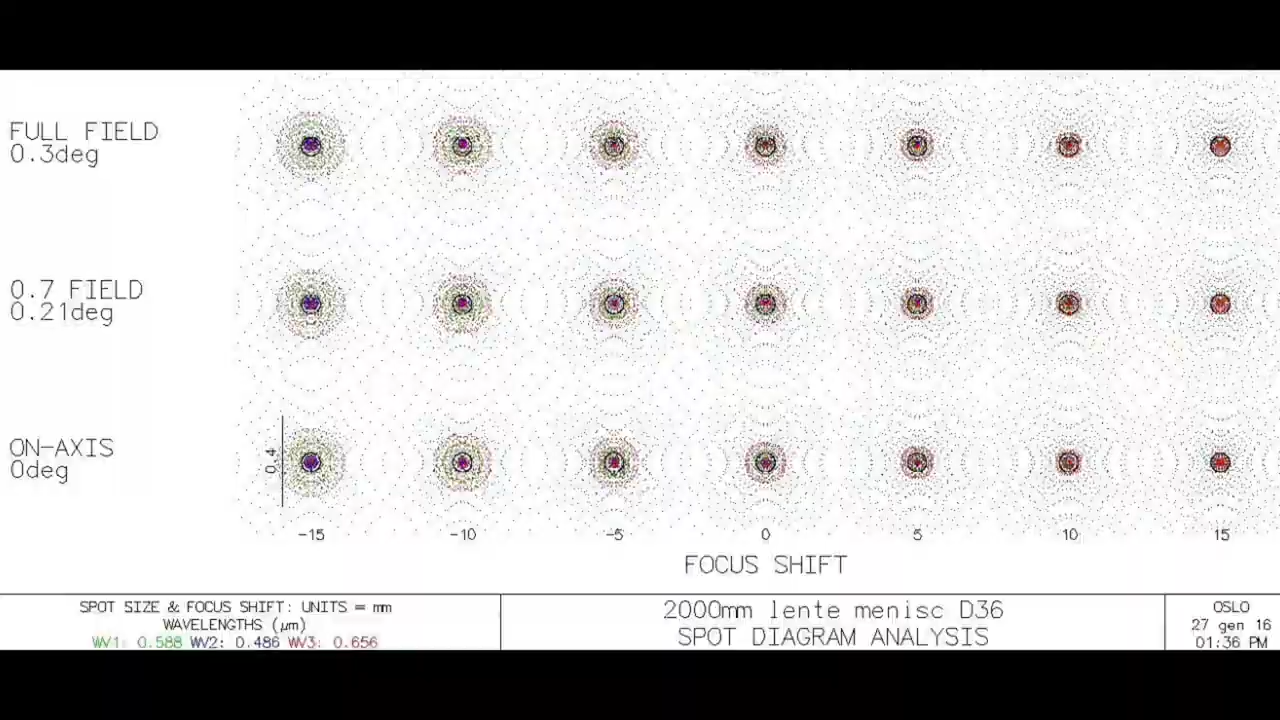 FULL FIELD
0.3deg
0.7 FIELD
0.21deg
ON-AXIS
0deg
0.4
-15 -10 -5 0 5 10 15
FOCUS SHIFT
SPOT SIZE & FOCUS SHIFT: UNITS = mm
WAVELENGTHS (μm)
WV1: 0.588 WV2: 0.486 WV3: 0.656
2000mm lente menisc D36
SPOT DIAGRAM ANALYSIS
OSLO
27 gen 16
01:36 PM